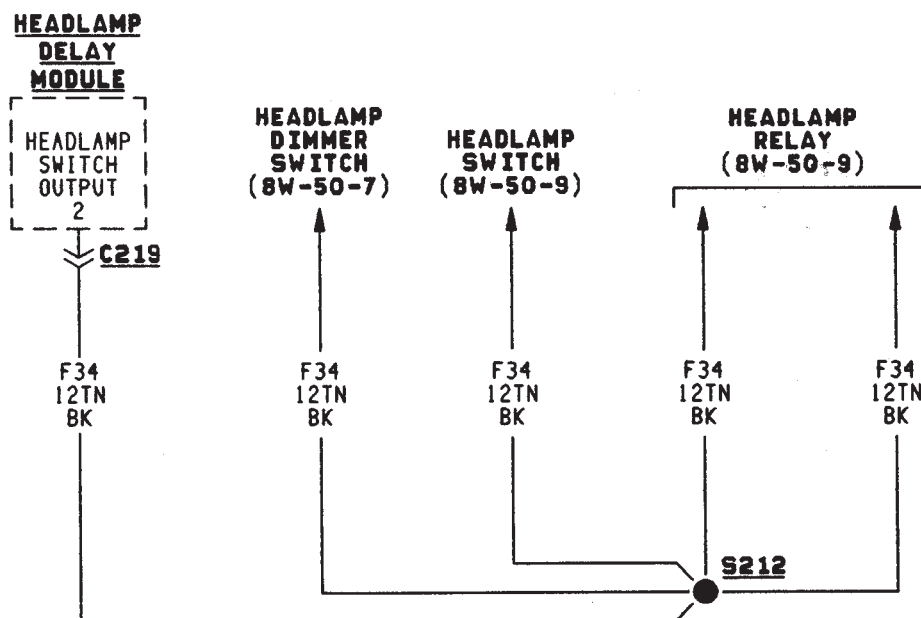 HEADLAMP
DELAY
MODULE
HEADLAMP
SWITCH
OUTPUT
2
C219
HEADLAMP
DIMMER
SWITCH
(8W-50-7)
HEADLAMP
SWITCH
(8W-50-9)
HEADLAMP
RELAY
(8W-50-9)
F34
12TN
BK
F34
12TN
BK
F34
12TN
BK
F34
12TN
BK
F34
12TN
BK
S212